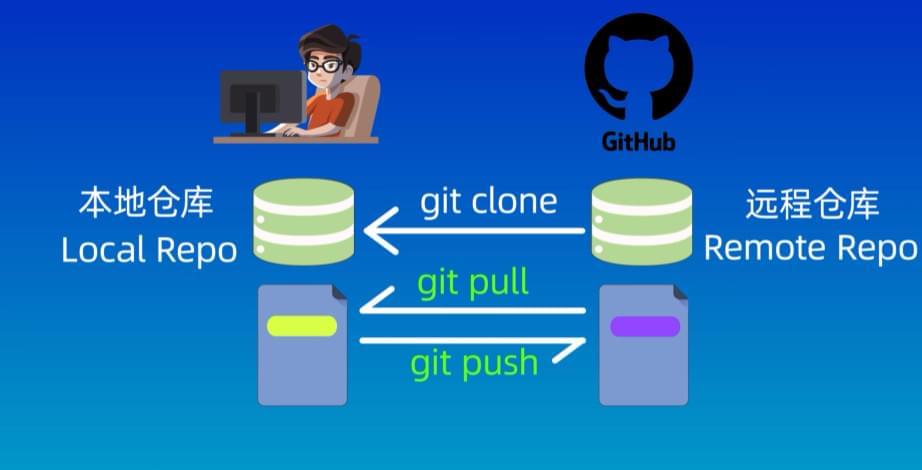 GitHub
本地仓库
Local Repo
git clone
远程仓库
Remote Repo
git pull
git push